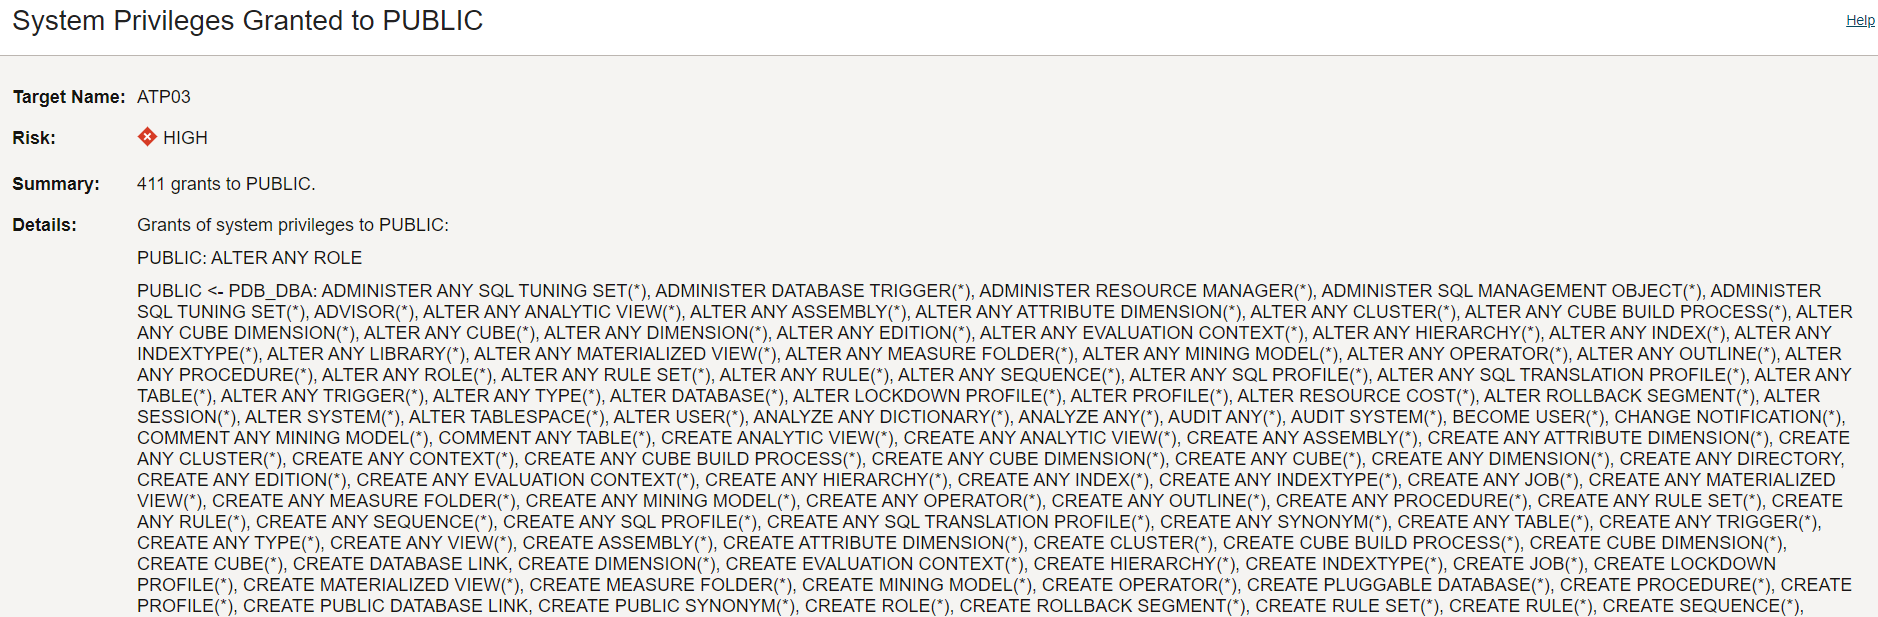 System Privileges Granted to PUBLIC
Help
Target Name: ATP03
Risk: HIGH
Summary: 411 grants to PUBLIC.
Details: Grants of system privileges to PUBLIC:
PUBLIC: ALTER ANY ROLE
PUBLIC <- PDB_DBA: ADMINISTER ANY SQL TUNING SET(*), ADMINISTER DATABASE TRIGGER(*), ADMINISTER RESOURCE MANAGER(*), ADMINISTER SQL MANAGEMENT OBJECT(*), ADMINISTER
SQL TUNING SET(*), ADVISOR(*), ALTER ANY ANALYTIC VIEW(*), ALTER ANY ASSEMBLY(*), ALTER ANY ATTRIBUTE DIMENSION(*), ALTER ANY CLUSTER(*), ALTER ANY CUBE BUILD PROCESS(*), ALTER
ANY CUBE DIMENSION(*), ALTER ANY CUBE(*), ALTER ANY DIMENSION(*), ALTER ANY EDITION(*), ALTER ANY EVALUATION CONTEXT(*), ALTER ANY HIERARCHY(*), ALTER ANY INDEX(*), ALTER ANY
INDEXTYPE(*), ALTER ANY LIBRARY(*), ALTER ANY MATERIALIZED VIEW(*), ALTER ANY MEASURE FOLDER(*), ALTER ANY MINING MODEL(*), ALTER ANY OPERATOR(*), ALTER ANY OUTLINE(*), ALTER
ANY PROCEDURE(*), ALTER ANY ROLE(*), ALTER ANY RULE SET(*), ALTER ANY RULE(*), ALTER ANY SEQUENCE(*), ALTER ANY SQL PROFILE(*), ALTER ANY SQL TRANSLATION PROFILE(*), ALTER ANY
TABLE(*), ALTER ANY TRIGGER(*), ALTER ANY TYPE(*), ALTER DATABASE(*), ALTER LOCKDOWN PROFILE(*), ALTER PROFILE(*), ALTER RESOURCE COST(*), ALTER ROLLBACK SEGMENT(*), ALTER
SESSION(*), ALTER SYSTEM(*), ALTER TABLESPACE(*), ALTER USER(*), ANALYZE ANY DICTIONARY(*), ANALYZE ANY(*), AUDIT ANY(*), AUDIT SYSTEM(*), BECOME USER(*), CHANGE NOTIFICATION(*),
COMMENT ANY MINING MODEL(*), COMMENT ANY TABLE(*), CREATE ANALYTIC VIEW(*), CREATE ANY ANALYTIC VIEW(*), CREATE ANY ASSEMBLY(*), CREATE ANY ATTRIBUTE DIMENSION(*), CREATE
ANY CLUSTER(*), CREATE ANY CONTEXT(*), CREATE ANY CUBE BUILD PROCESS(*), CREATE ANY CUBE DIMENSION(*), CREATE ANY CUBE(*), CREATE ANY DIMENSION(*), CREATE ANY DIRECTORY,
CREATE ANY EDITION(*), CREATE ANY EVALUATION CONTEXT(*), CREATE ANY HIERARCHY(*), CREATE ANY INDEX(*), CREATE ANY INDEXTYPE(*), CREATE ANY JOB(*), CREATE ANY MATERIALIZED
VIEW(*), CREATE ANY MEASURE FOLDER(*), CREATE ANY MINING MODEL(*), CREATE ANY OPERATOR(*), CREATE ANY OUTLINE(*), CREATE ANY PROCEDURE(*), CREATE ANY RULE SET(*), CREATE
ANY RULE(*), CREATE ANY SEQUENCE(*), CREATE ANY SQL PROFILE(*), CREATE ANY SQL TRANSLATION PROFILE(*), CREATE ANY SYNONYM(*), CREATE ANY TABLE(*), CREATE ANY TRIGGER(*),
CREATE ANY TYPE(*), CREATE ANY VIEW(*), CREATE ASSEMBLY(*), CREATE ATTRIBUTE DIMENSION(*), CREATE CLUSTER(*), CREATE CUBE BUILD PROCESS(*), CREATE CUBE DIMENSION(*),
CREATE CUBE(*), CREATE DATABASE LINK, CREATE DIMENSION(*), CREATE EVALUATION CONTEXT(*), CREATE HIERARCHY(*), CREATE INDEXTYPE(*), CREATE JOB(*), CREATE LOCKDOWN
PROFILE(*), CREATE MATERIALIZED VIEW(*), CREATE MEASURE FOLDER(*), CREATE MINING MODEL(*), CREATE OPERATOR(*), CREATE PLUGGABLE DATABASE(*), CREATE PROCEDURE(*), CREATE
PROFILE(*), CREATE PUBLIC DATABASE LINK, CREATE PUBLIC SYNONYM(*), CREATE ROLE(*), CREATE ROLLBACK SEGMENT(*), CREATE RULE SET(*), CREATE RULE(*), CREATE SEQUENCE(*),